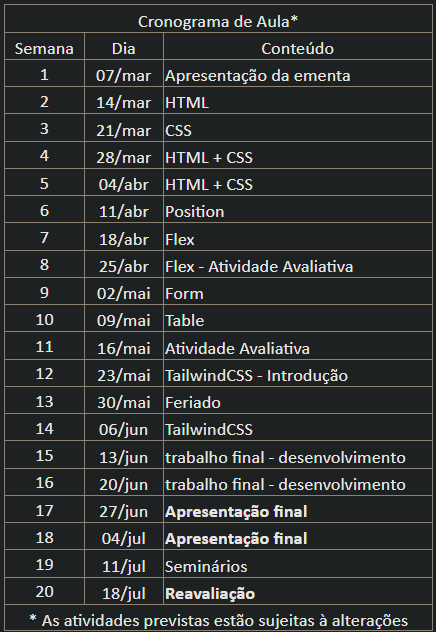 Cronograma de Aula*
Semana Dia Conteúdo
1 07/mar Apresentação da ementa
2 14/mar HTML
3 21/mar CSS
4 28/mar HTML + CSS
5 04/abr HTML + CSS
6 11/abr Position
7 18/abr Flex
8 25/abr Flex - Atividade Avaliativa
9 02/mai Form
10 09/mai Table
11 16/mai Atividade Avaliativa
12 23/mai TailwindCSS - Introdução
13 30/mai Feriado
14 06/jun TailwindCSS
15 13/jun trabalho final - desenvolvimento
16 20/jun trabalho final - desenvolvimento
17 27/jun Apresentação final
18 04/jul Apresentação final
19 11/jul Seminários
20 18/jul Reavaliação
* As atividades previstas estão sujeitas à alterações